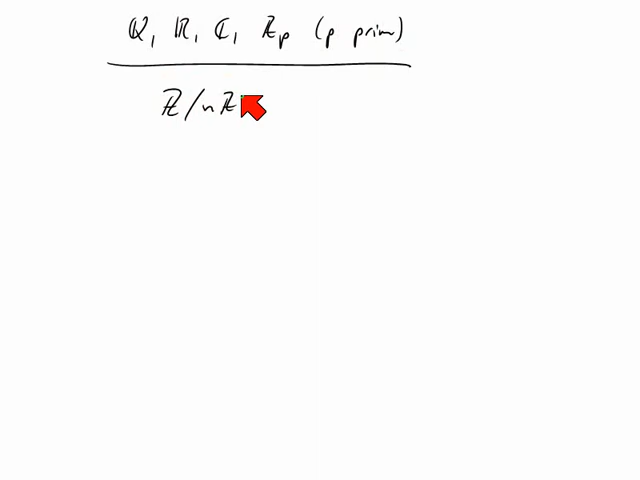 ℚ, ℝ, ℂ, ℤₚ (p prim)
ℤ/nℤ